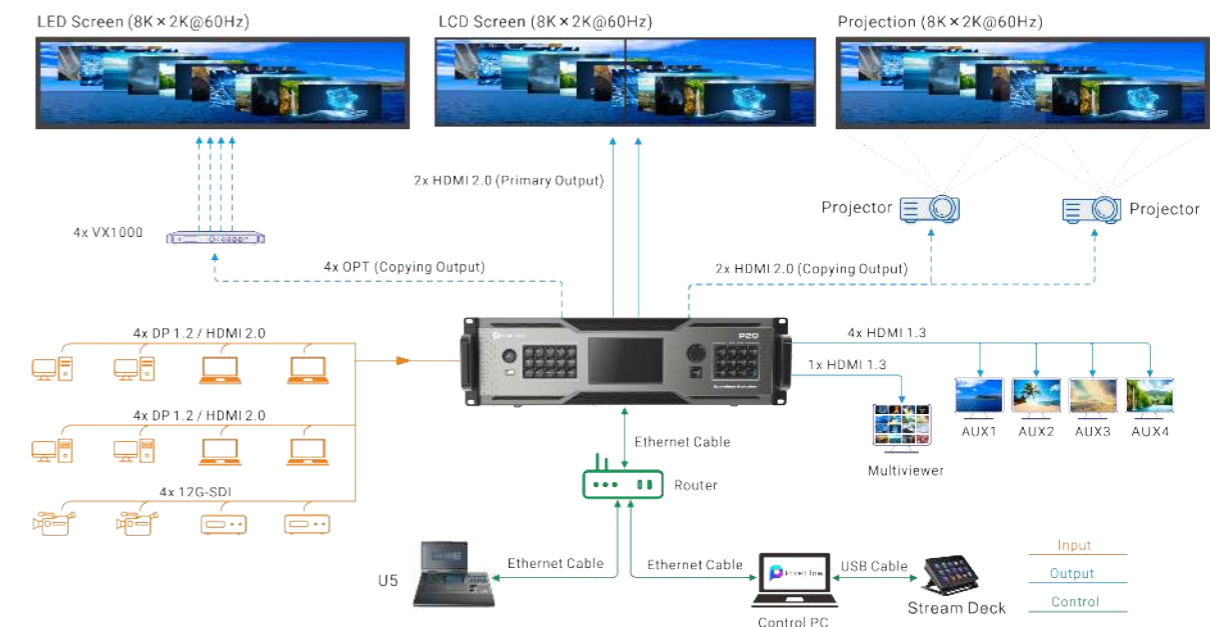 LED Screen (8K×2K@60Hz)
LCD Screen (8K×2K@60Hz)
Projection (8K×2K@60Hz)
2x HDMI 2.0 (Primary Output)
Projector
Projector
4x VX1000
4x OPT (Copying Output)
2x HDMI 2.0 (Copying Output)
4x DP 1.2 / HDMI 2.0
P20
4x HDMI 1.3
1x HDMI 1.3
4x DP 1.2 / HDMI 2.0
AUX1
AUX2
AUX3
AUX4
Ethernet Cable
Multiviewer
Router
4x 12G-SDI
U5
Ethernet Cable
Ethernet Cable
PixelFlow
USB Cable
Stream Deck
Control PC
Input
Output
Control